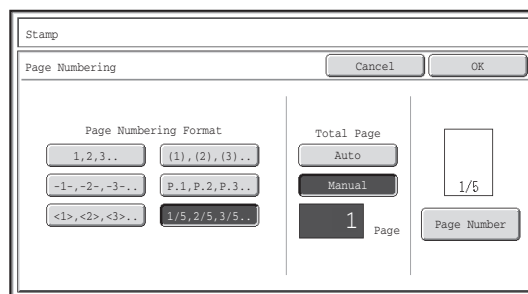 Stamp
Page Numbering
Cancel
OK
Page Numbering Format
1,2,3..
(1),(2),(3)..
-1-,-2-,-3-..
P.1,P.2,P.3..
<1>,<2>,<3>..
1/5,2/5,3/5..
Total Page
Auto
Manual
1 Page
1/5
Page Number